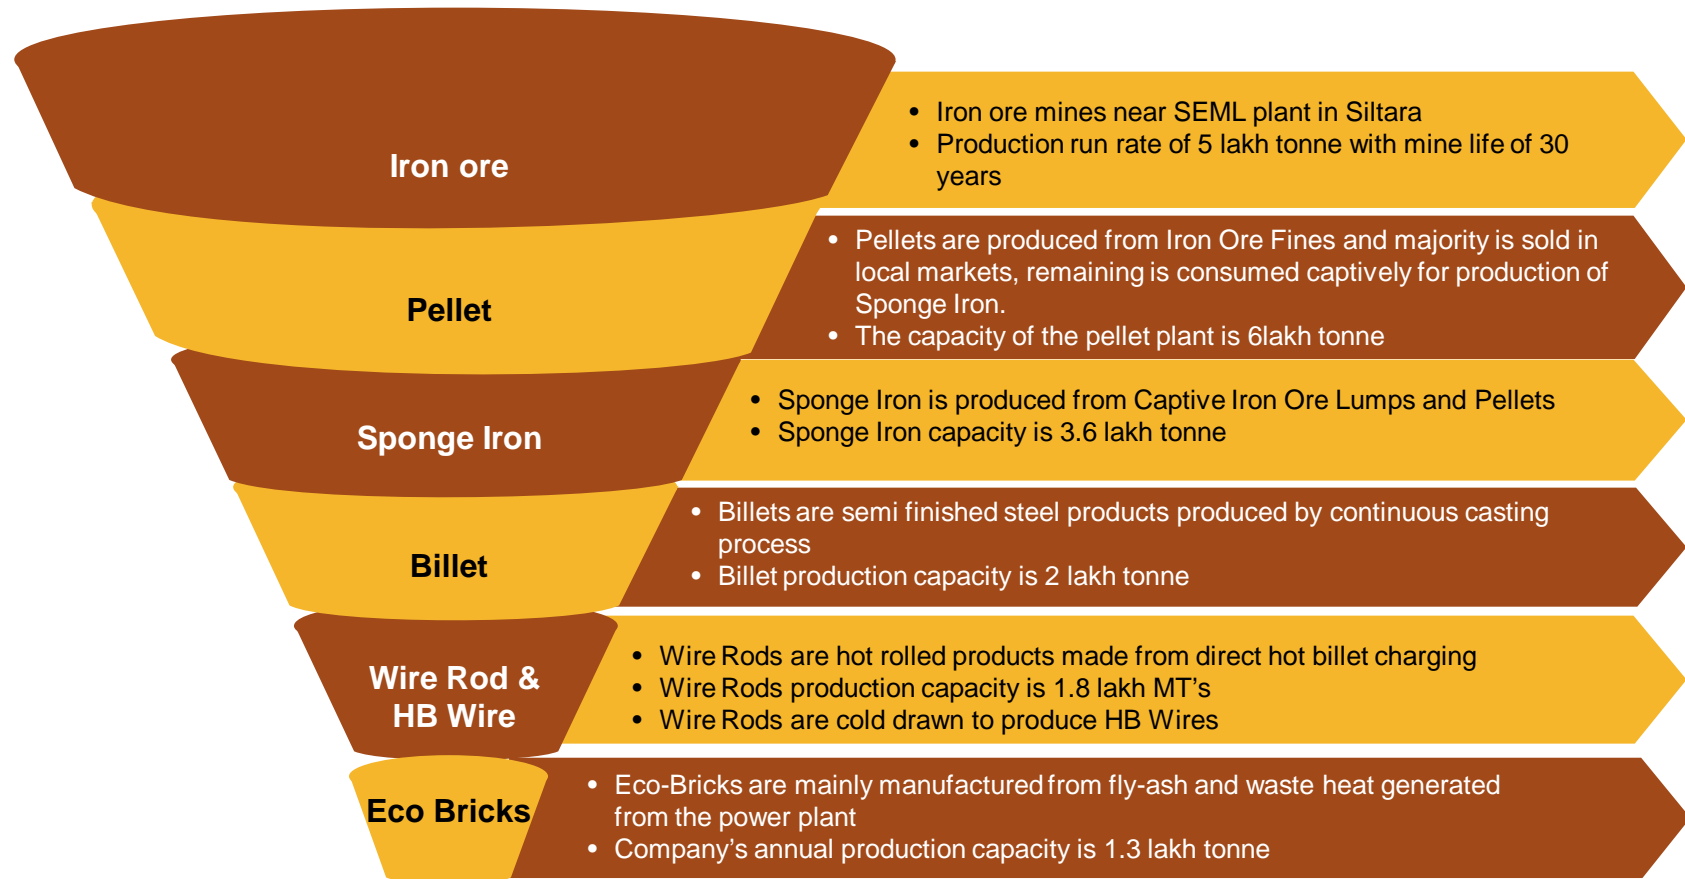 Iron ore
• Iron ore mines near SEML plant in Siltara
• Production run rate of 5 lakh tonne with mine life of 30
years
Pellet
• Pellets are produced from Iron Ore Fines and majority is sold in
local markets, remaining is consumed captively for production of
Sponge Iron.
• The capacity of the pellet plant is 6lakh tonne
Sponge Iron
• Sponge Iron is produced from Captive Iron Ore Lumps and Pellets
• Sponge Iron capacity is 3.6 lakh tonne
Billet
• Billets are semi finished steel products produced by continuous casting
process
• Billet production capacity is 2 lakh tonne
Wire Rod &
HB Wire
• Wire Rods are hot rolled products made from direct hot billet charging
• Wire Rods production capacity is 1.8 lakh MT’s
• Wire Rods are cold drawn to produce HB Wires
Eco Bricks
• Eco-Bricks are mainly manufactured from fly-ash and waste heat generated
from the power plant
• Company’s annual production capacity is 1.3 lakh tonne